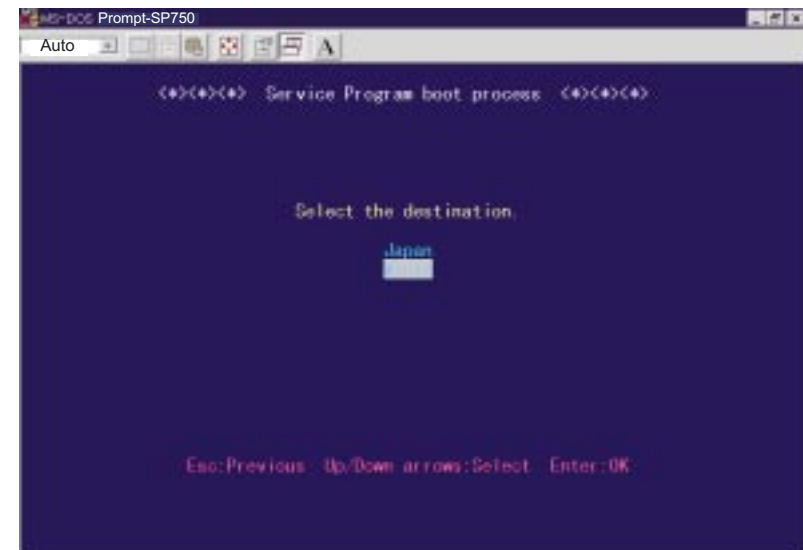 MS-DOS Prompt-SP750
Auto
A
<*><*><*> Service Program boot process <*><*><*>
Select the destination.
Japan
Esc:Previous Up/Down arrows:Select Enter:OK